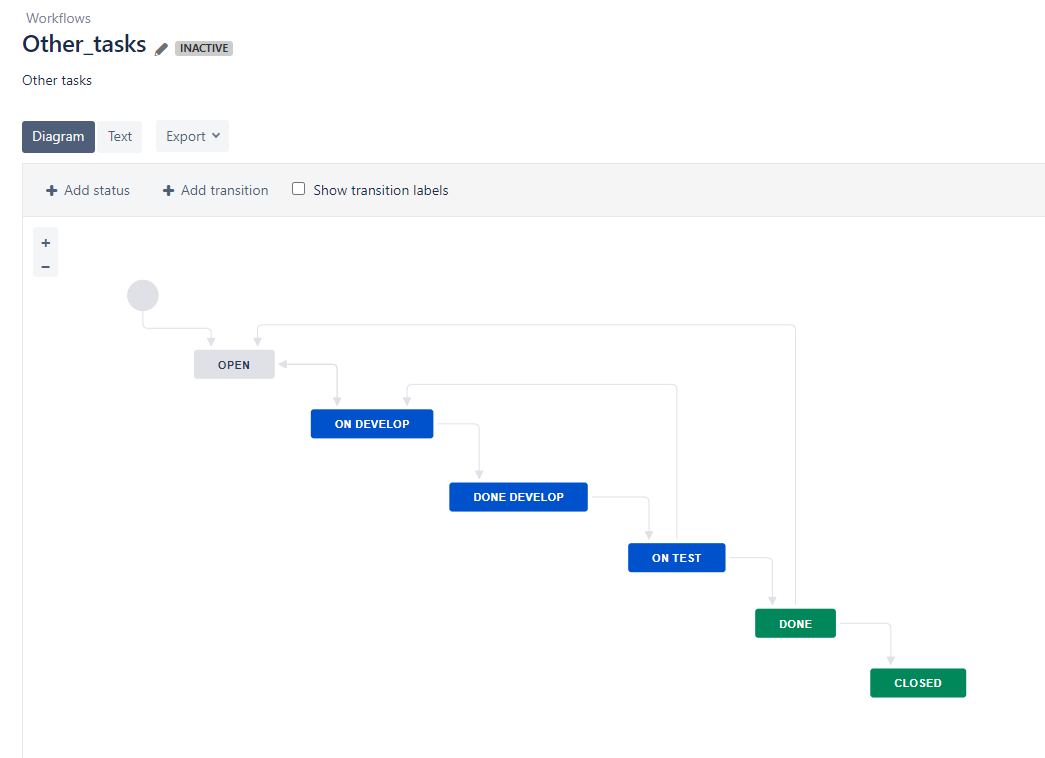 Workflows
Other_tasks INACTIVE
Other tasks
Diagram Text Export
+ Add status + Add transition Show transition labels
+
−
OPEN
ON DEVELOP
DONE DEVELOP
ON TEST
DONE
CLOSED